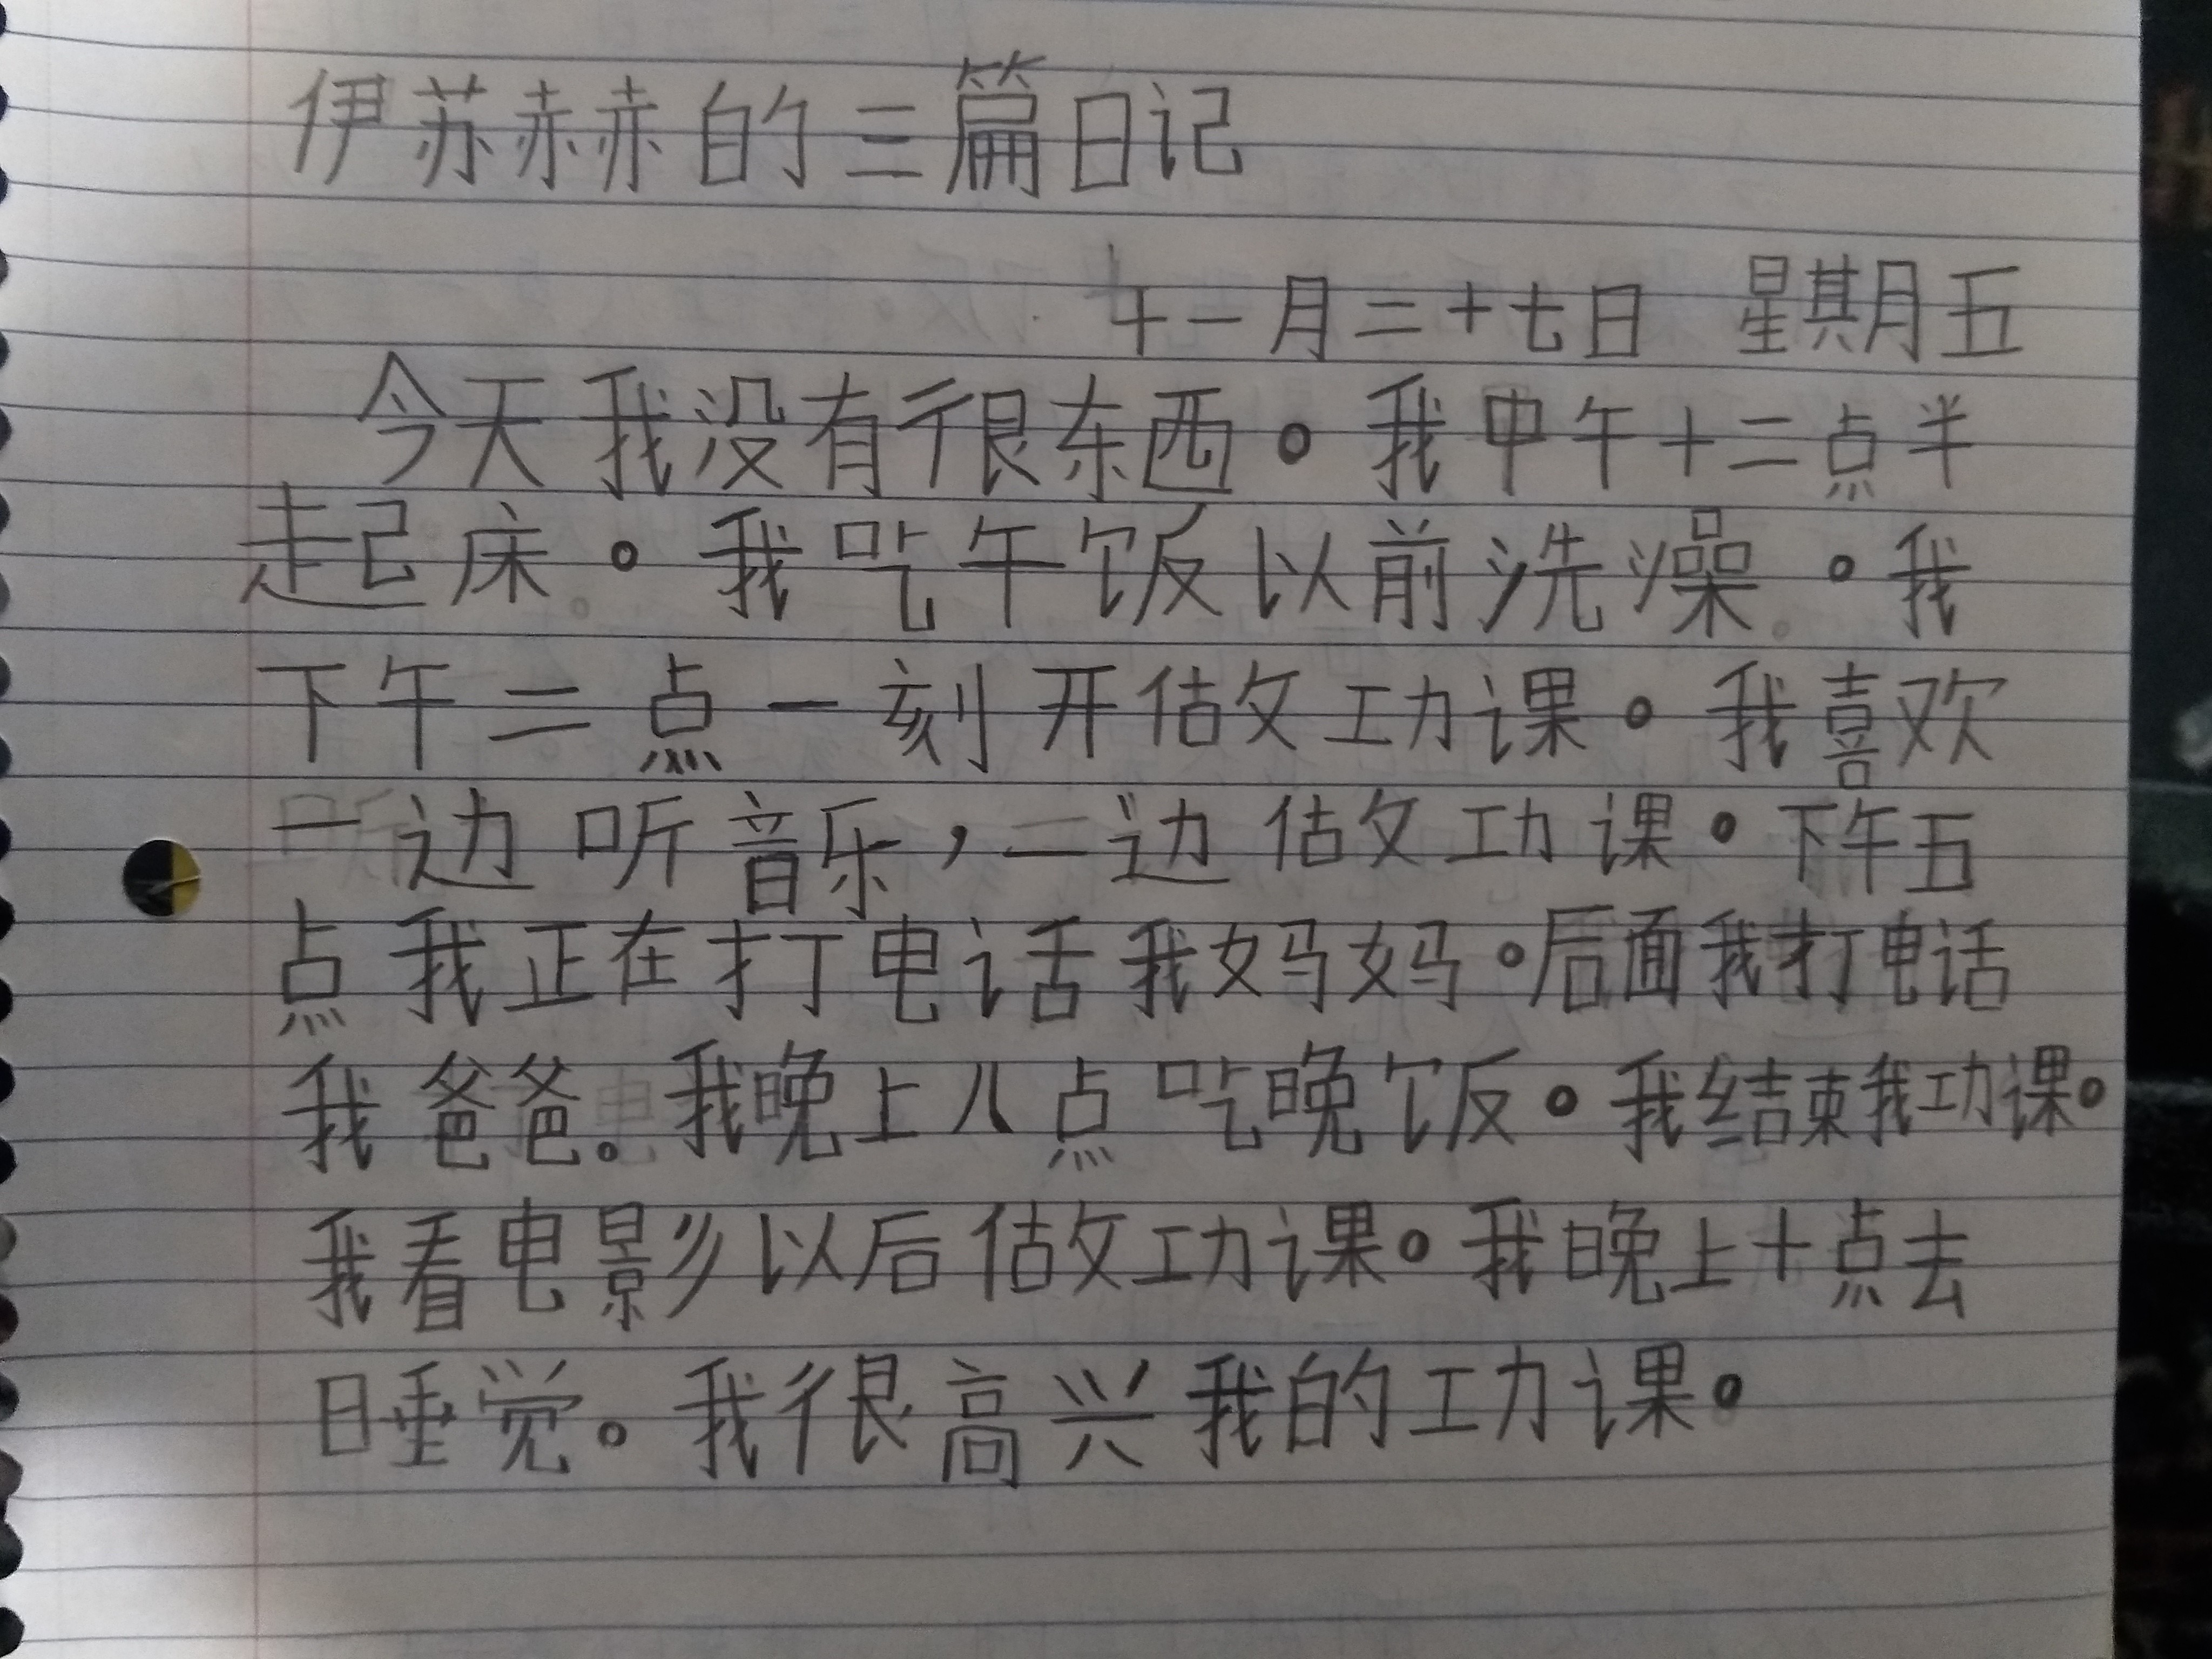 伊苏赫的三篇日记
十一月二十七日 星期五
今天我没有很东西。我中午十二点半
起床。我吃午饭以前洗澡。我
下午二点一刻开估攵工功课。我喜欢
一边听音乐，一边做功课。下午五
点我正在打电话我妈妈。后面我打电话
我爸爸。我晚上八点吃晚饭。我结束我功课。
我看电影以后做功课。我晚上十点去
睡觉。我很高兴我的功课。